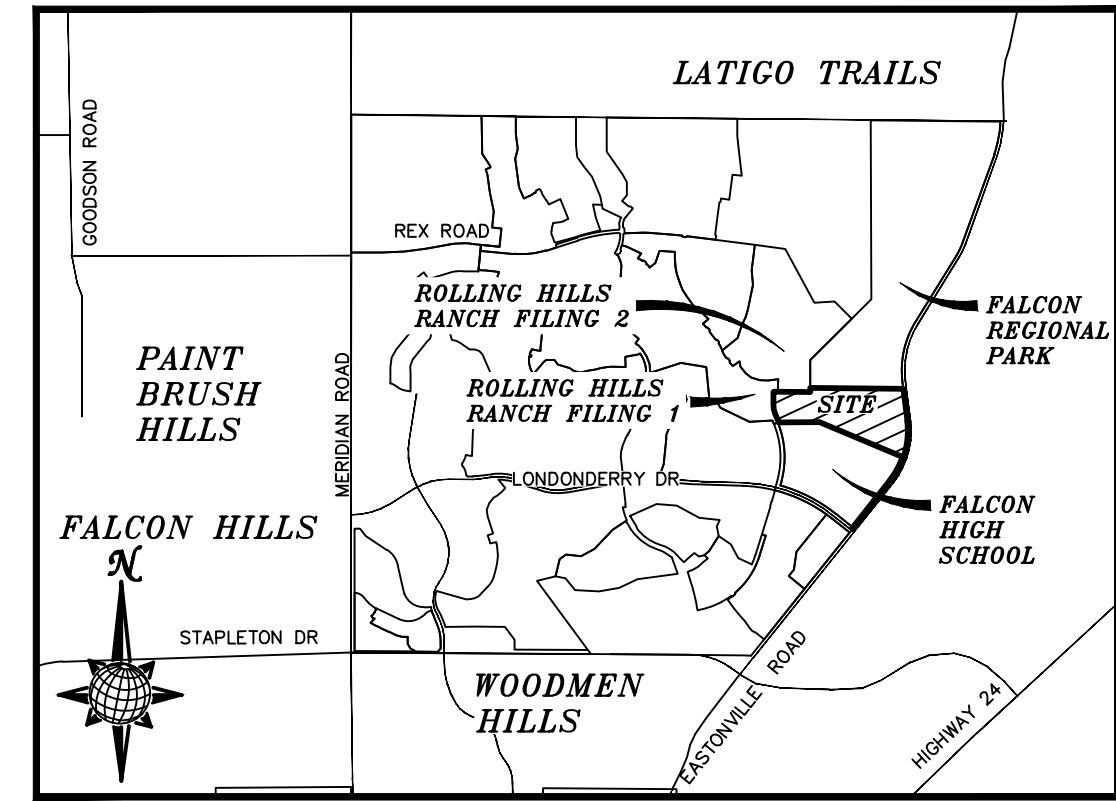 LATIGO TRAILS
GOODSON ROAD
REX ROAD
ROLLING HILLS
RANCH FILING 2
FALCON
REGIONAL
PARK
PAINT
BRUSH
HILLS
MERIDIAN ROAD
ROLLING HILLS
RANCH FILING 1
SITE
LONDONDERRY DR
FALCON HILLS
FALCON
HIGH
SCHOOL
N
STAPLETON DR
WOODMEN
HILLS
EASTONVILLE ROAD
HIGHWAY 24